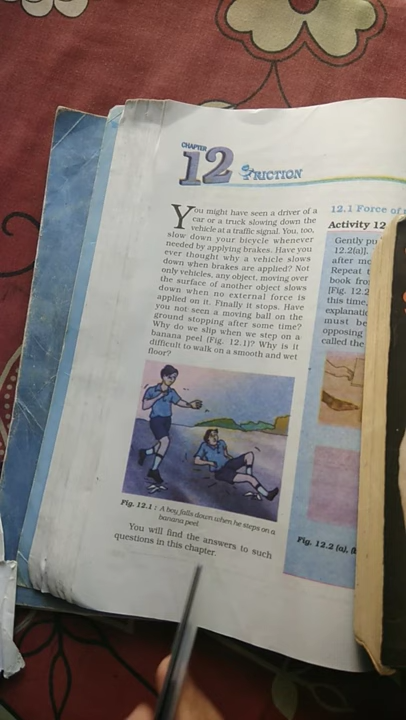 CHAPTER
12 FRICTION
You might have seen a driver of a
car or a truck slowing down the
vehicle at a traffic signal. You, too,
slow down your bicycle whenever
needed by applying brakes. Have you
ever thought why a vehicle slows
down when brakes are applied? Not
only vehicles, any object, moving over
the surface of another object slows
down when no external force is
applied on it. Finally it stops. Have
you not seen a moving ball on the
ground stopping after some time?
Why do we slip when we step on a
banana peel (Fig. 12.1)? Why is it
difficult to walk on a smooth and wet
floor?
Fig. 12.1 : A boy falls down when he steps on a
banana peel
You will find the answers to such
questions in this chapter.
12.1 Force of
Activity 12
Gently pu
12.2(a)].
after mo
Repeat t
book fro
[Fig. 12.2
this time,
explanatio
must be
opposing
called the
Fig. 12.2 (a), (